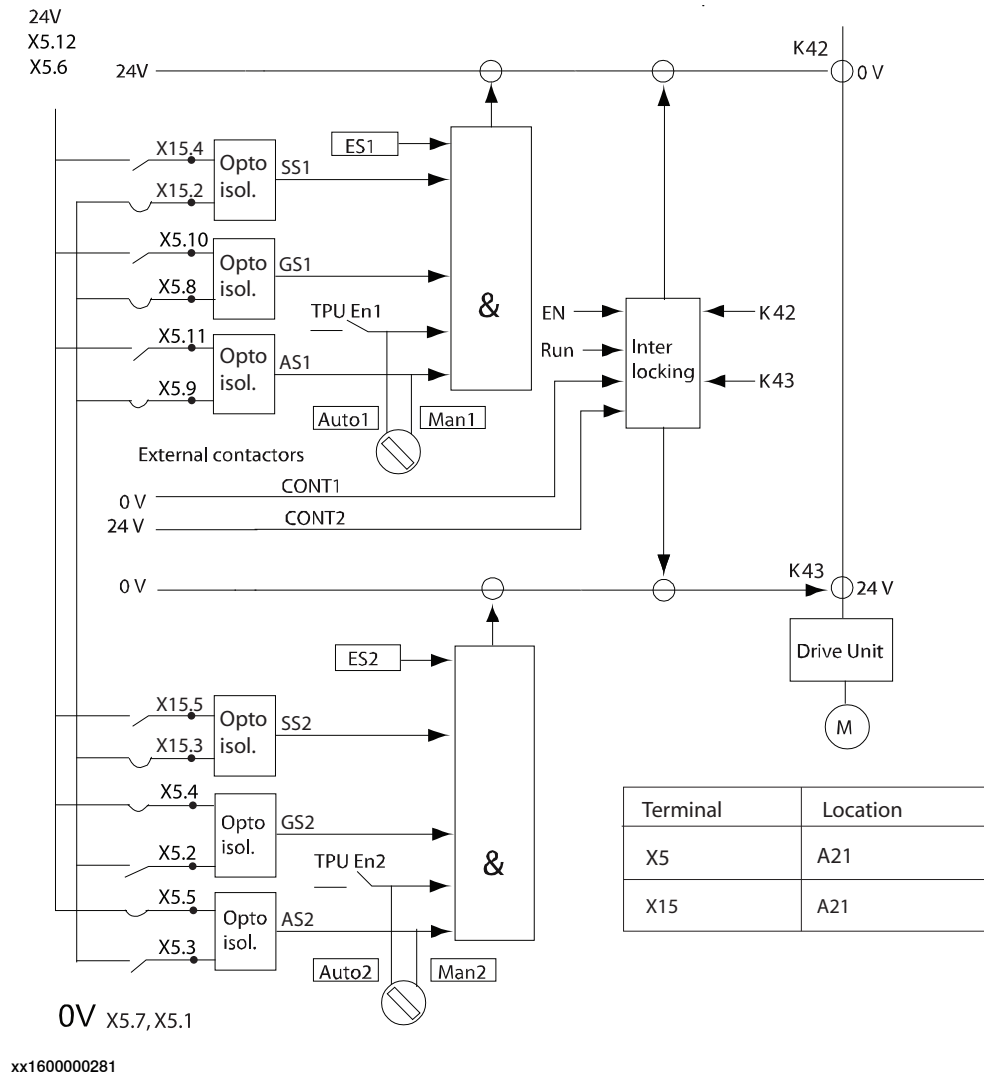 24V
X5.12
X5.6
24V
K42
0 V
ES1
X15.4
Opto
isol.
SS1
X15.2
X5.10
Opto
isol.
GS1
X5.8
&
TPU En1
EN
K42
Run
Inter
locking
X5.11
Opto
isol.
AS1
K43
X5.9
Auto1
Man1
External contactors
CONT1
0 V
CONT2
24 V
0 V
K43
24 V
ES2
Drive Unit
X15.5
Opto
isol.
SS2
X15.3
M
X5.4
Opto
isol.
GS2
X5.2
&
TPU En2
X5.5
Opto
isol.
AS2
X5.3
Auto2
Man2
Terminal Location
X5 A21
X15 A21
0V X5.7, X5.1
xx1600000281